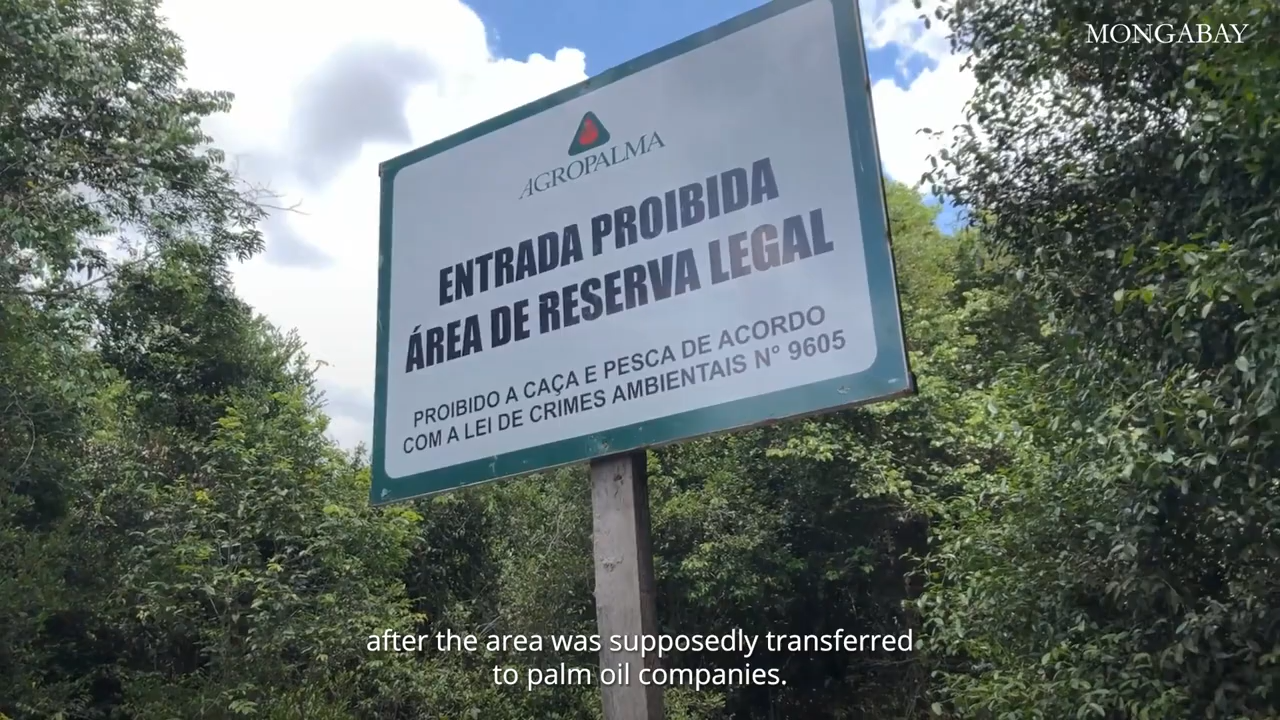 MONGABAY
AGROPALMA
ENTRADA PROIBIDA
ÁREA DE RESERVA LEGAL
PROIBIDO A CAÇA E PESCA DE ACORDO
COM A LEI DE CRIMES AMBIENTAIS N° 9605
after the area was supposedly transferred
to palm oil companies.